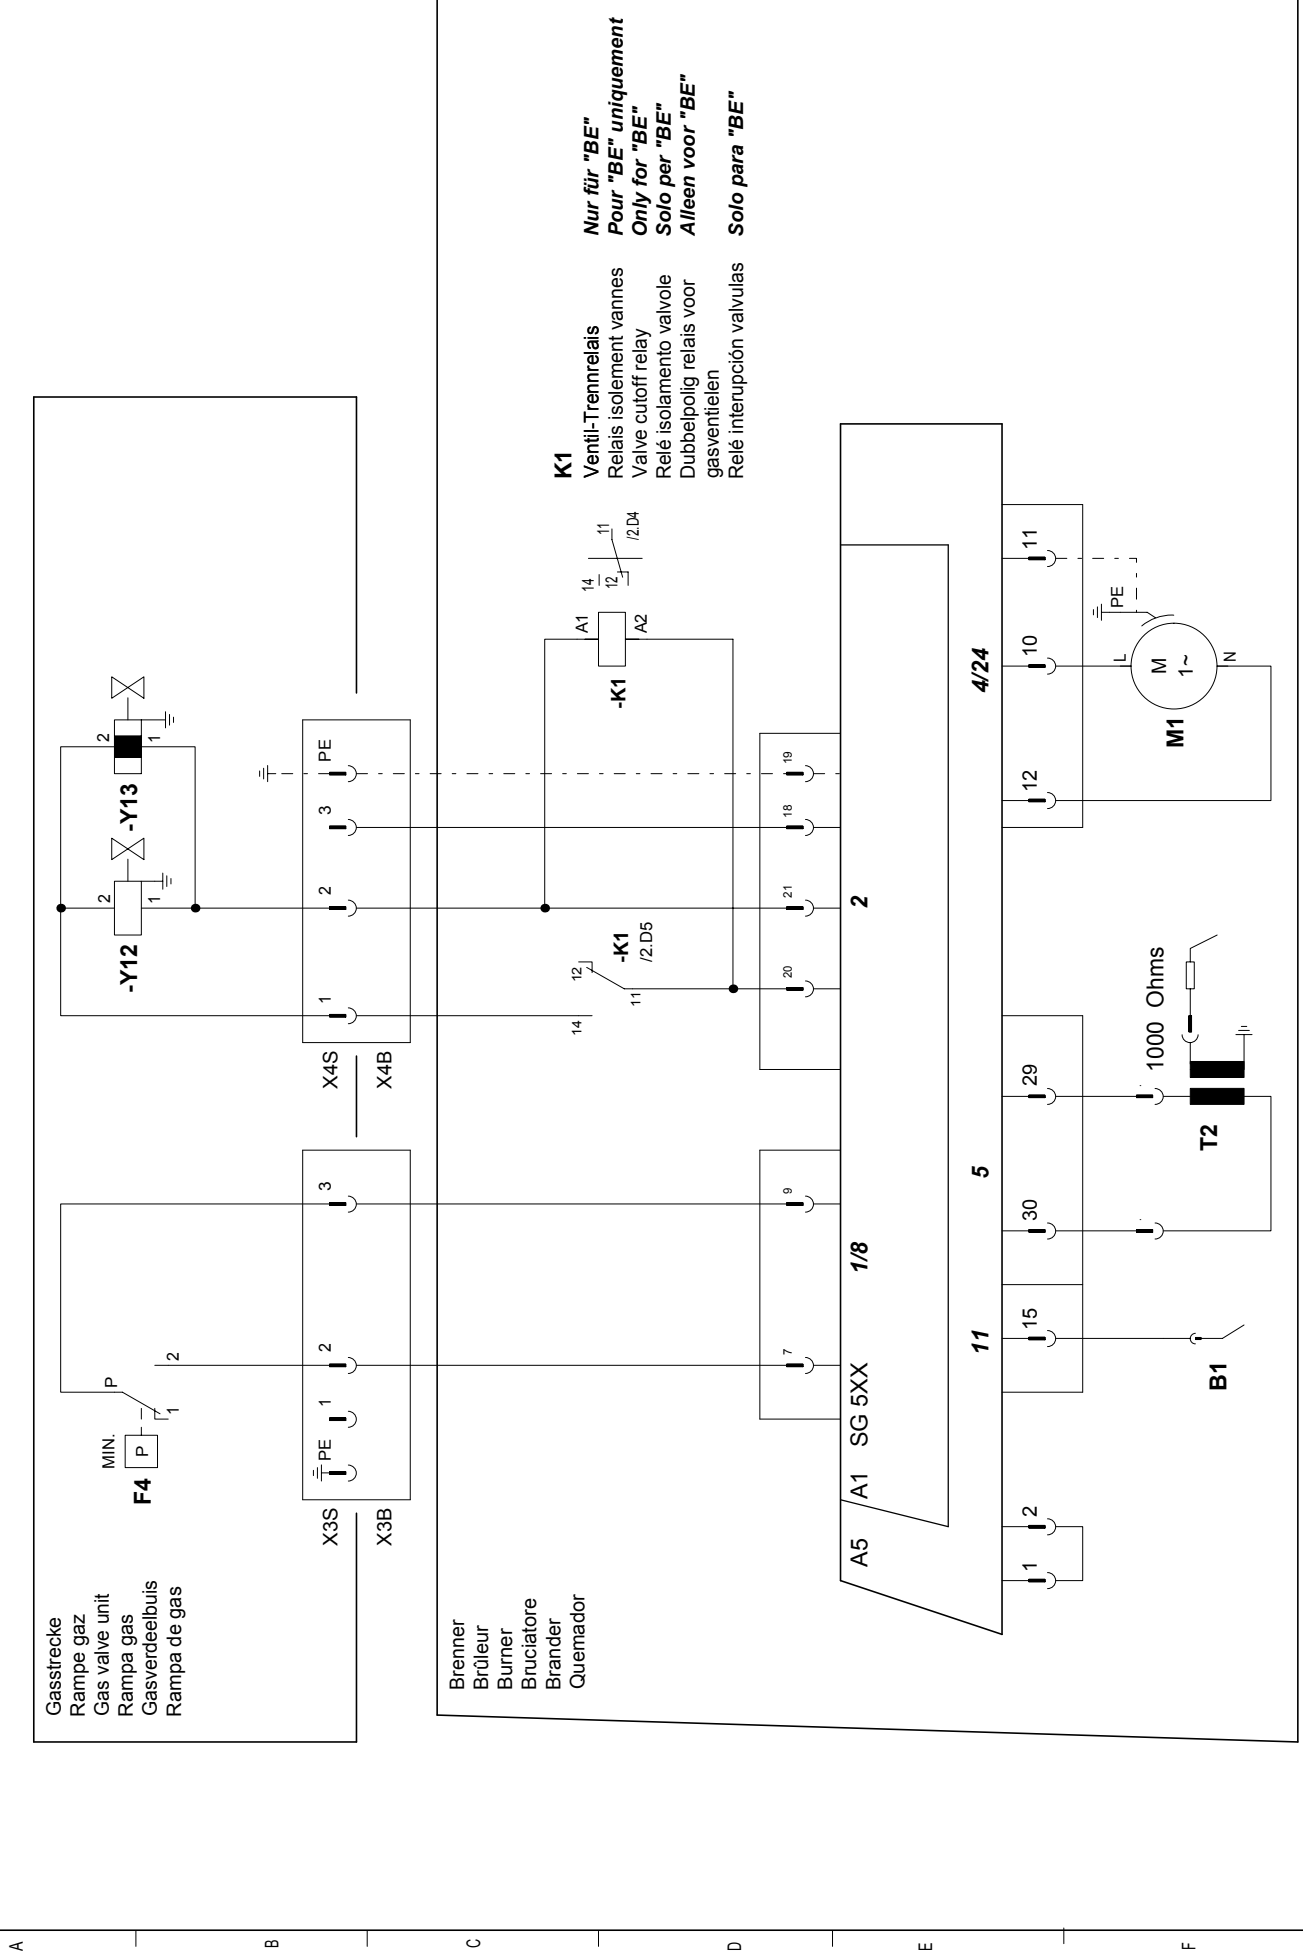 Gasstrecke
Rampe gaz
Gas valve unit
Rampa gas
Gasverdeelbuis
Rampa de gas
MIN.
P
F4
P
1
2
-Y12
2
1
-Y13
2
1
X3S
X3B
PE
1
2
3
X4S
X4B
1
2
3
PE
Brenner
Brûleur
Burner
Bruciatore
Brander
Quemador
14
12
11
-K1
/2.D5
-K1
A1
A2
14
12
11
/2.D4
K1
Ventil-Trennrelais
Relais isolement vannes
Valve cutoff relay
Relé isolamento valvole
Dubbelpolig relais voor
gasventielen
Relé interupción valvulas
Nur für "BE"
Pour "BE" uniquement
Only for "BE"
Solo per "BE"
Alleen voor "BE"
Solo para "BE"
7
9
20
21
18
19
A5
A1
SG 5XX
1/8
2
11
5
4/24
1
2
15
30
29
12
10
11
B1
T2
1000 Ohms
M1
M
1~
L
N
PE
A
B
C
D
E
F